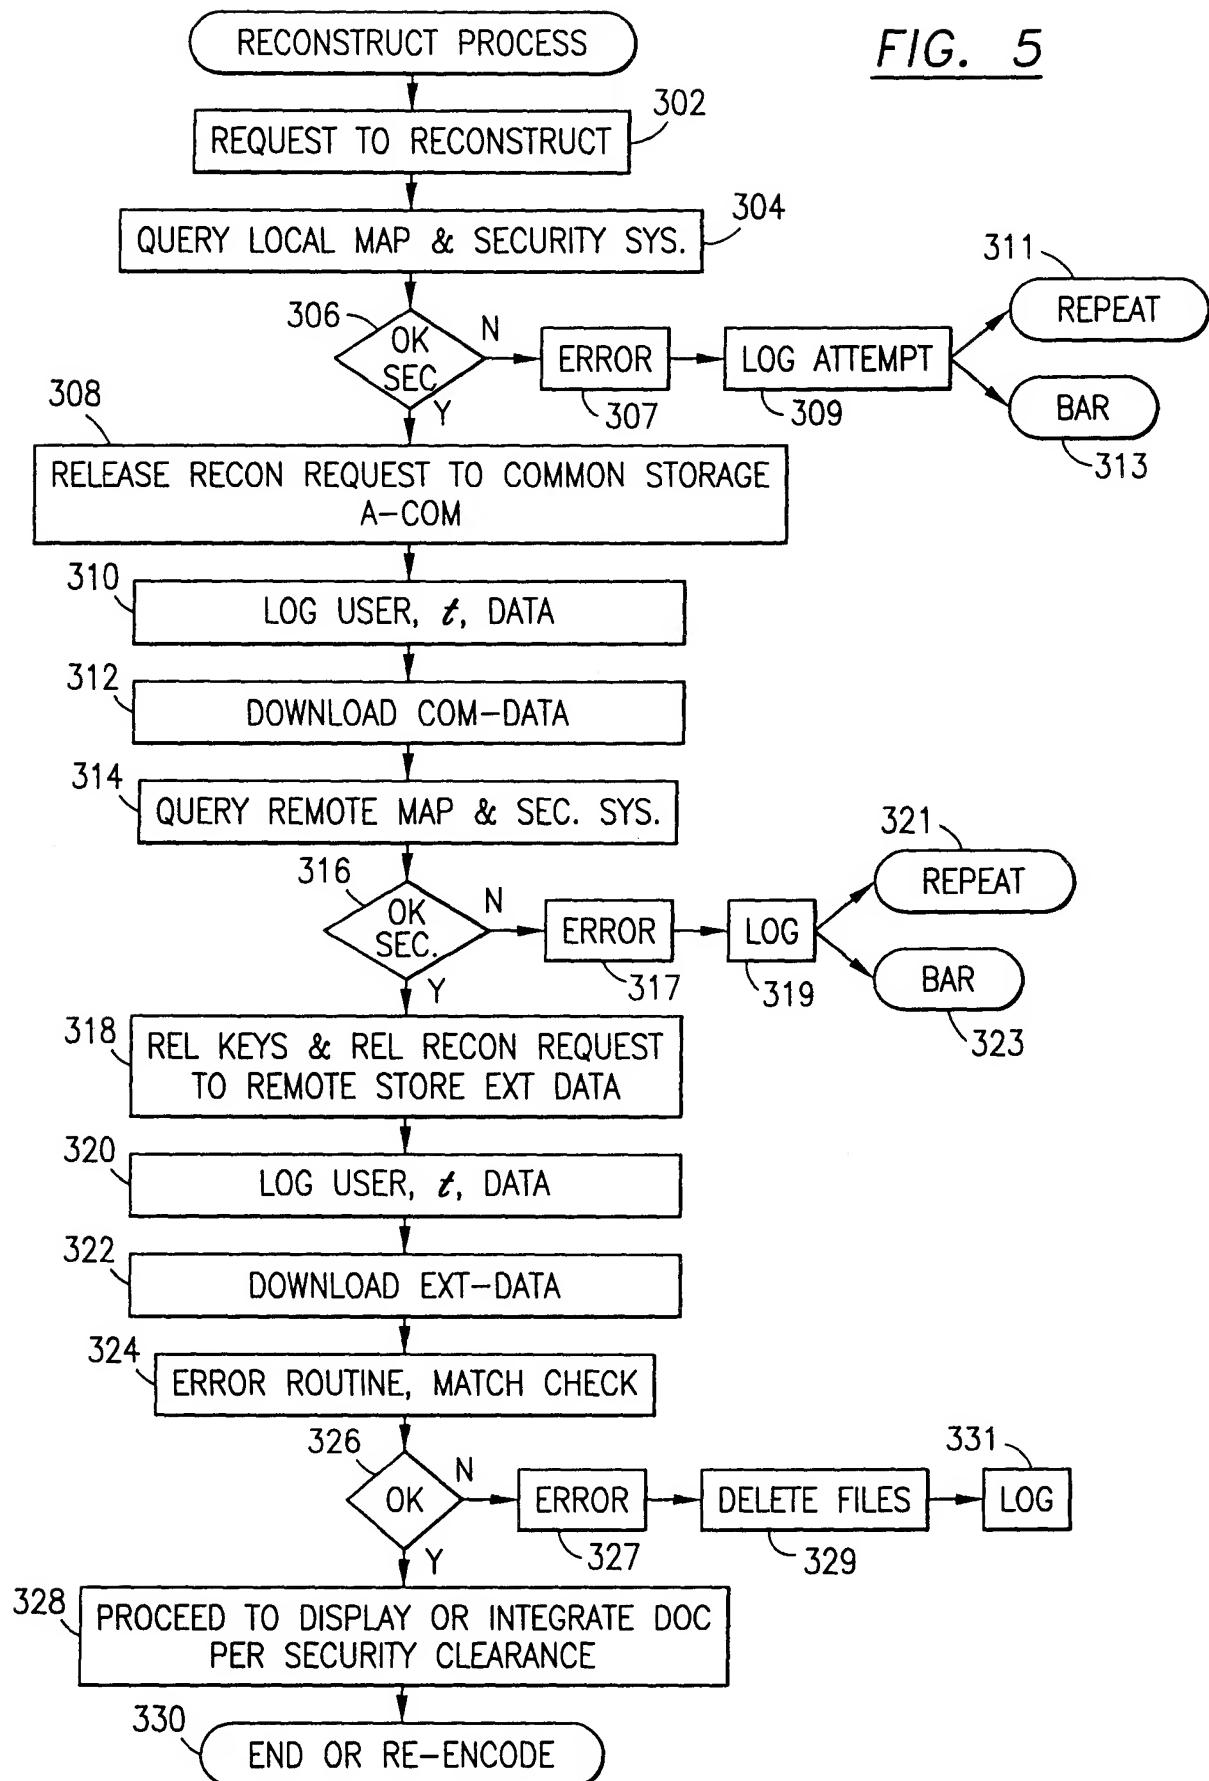 RECONSTRUCT PROCESS
FIG. 5
302
REQUEST TO RECONSTRUCT
304
QUERY LOCAL MAP & SECURITY SYS.
306
OK
SEC
N
Y
ERROR
307
LOG ATTEMPT
309
311
REPEAT
BAR
313
308
RELEASE RECON REQUEST TO COMMON STORAGE
A-COM
310
LOG USER, t, DATA
312
DOWNLOAD COM-DATA
314
QUERY REMOTE MAP & SEC. SYS.
316
OK
SEC.
N
Y
ERROR
317
LOG
319
321
REPEAT
BAR
323
318
REL KEYS & REL RECON REQUEST
TO REMOTE STORE EXT DATA
320
LOG USER, t, DATA
322
DOWNLOAD EXT-DATA
324
ERROR ROUTINE, MATCH CHECK
326
OK
N
Y
ERROR
327
DELETE FILES
329
331
LOG
328
PROCEED TO DISPLAY OR INTEGRATE DOC
PER SECURITY CLEARANCE
330
END OR RE-ENCODE